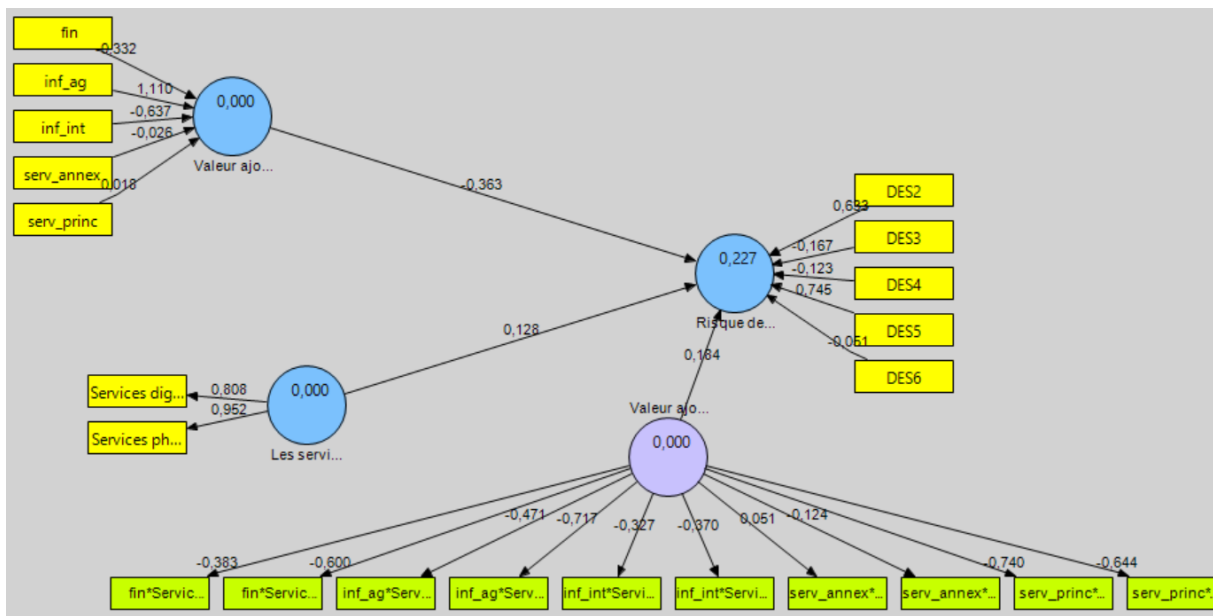 fin
-0,332
inf_ag
1,110
0,000
inf_int
-0,637
-0,026
serv_annex
Valeur ajo...
0,018
serv_princ
-0,363
DES2
0,633
DES3
-0,167
0,227
DES4
-0,123
0,745
DES5
Risque de...
-0,051
DES6
0,128
0,184
Services dig...
0,808
0,000
0,952
Services ph...
Les servi...
Valeur ajo...
0,000
-0,383
-0,600
-0,471
-0,717
-0,327
-0,370
0,051
-0,124
-0,740
-0,644
fin*Servic...
fin*Servic...
inf_ag*Serv...
inf_ag*Serv...
inf_int*Servi...
inf_int*Servi...
serv_annex*...
serv_annex*...
serv_princ*...
serv_princ*...